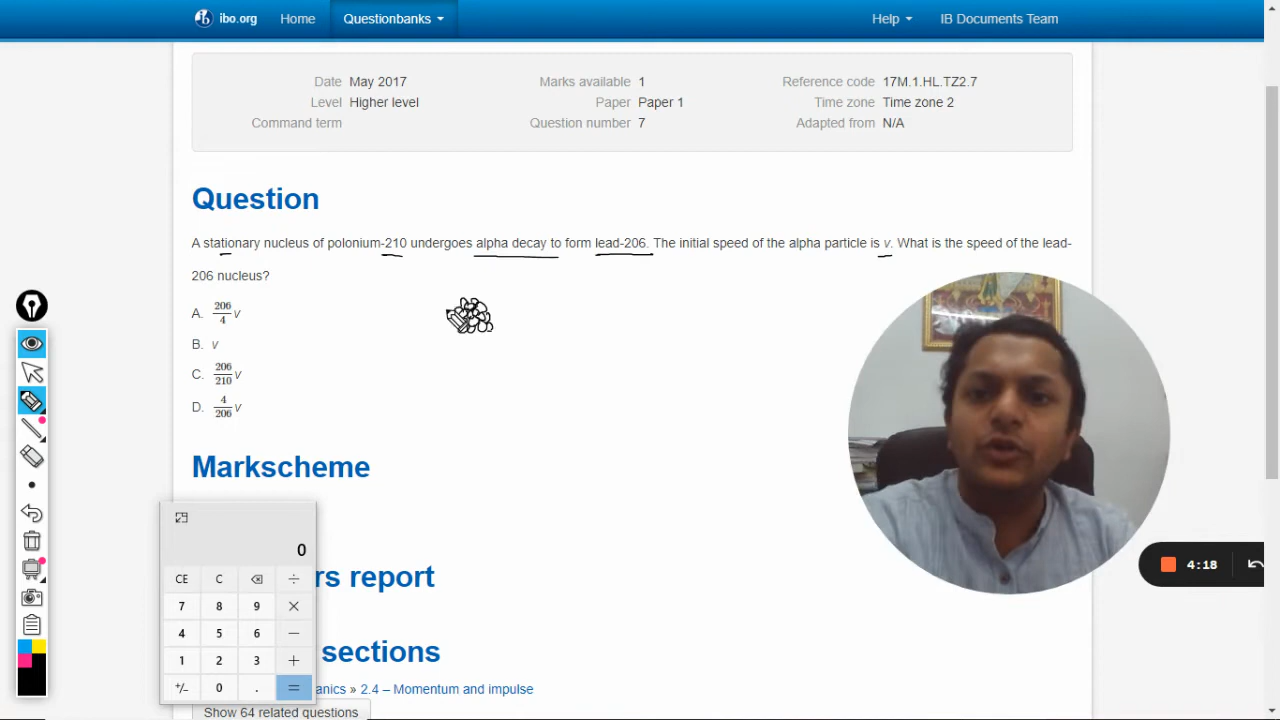 ibo.org Home Questionbanks Help IB Documents Team
Date May 2017 Marks available 1 Reference code 17M.1.HL.TZ2.7
Level Higher level Paper Paper 1 Time zone Time zone 2
Command term Question number 7 Adapted from N/A
Question
A stationary nucleus of polonium-210 undergoes alpha decay to form lead-206. The initial speed of the alpha particle is v. What is the speed of the lead-
206 nucleus?
A. 206/4 v
B. v
C. 206/210 v
D. 4/206 v
Markscheme
0
CE C ⌫ ÷
rs report
7 8 9 ×
4 5 6 −
sections
1 2 3 +
+/− 0 . =
anics » 2.4 – Momentum and impulse
Show 64 related questions
4:18